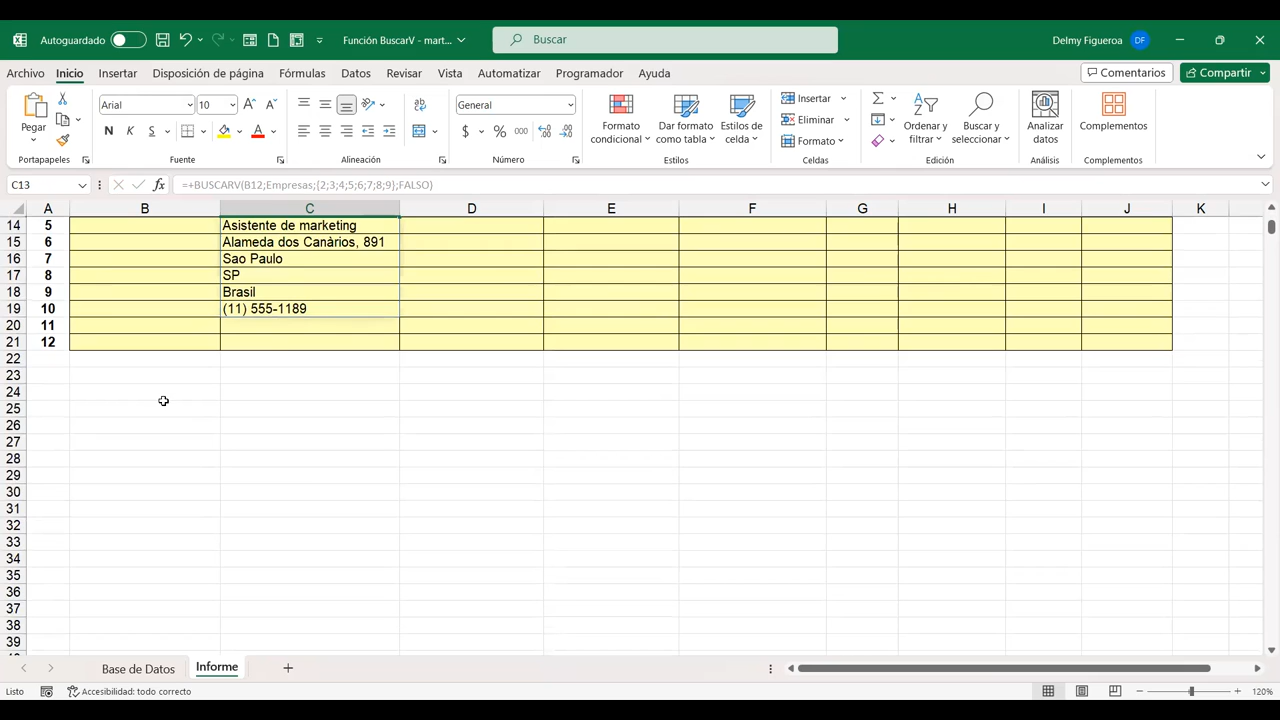 Autoguardado
Función BuscarV - mart...
Buscar
Delmy Figueroa DF
Archivo Inicio Insertar Disposición de página Fórmulas Datos Revisar Vista Automatizar Programador Ayuda
Comentarios Compartir
Pegar
Arial 10
N K S
General
$ % 000
Formato condicional
Dar formato como tabla
Estilos de celda
Insertar
Eliminar
Formato
Ordenar y filtrar
Buscar y seleccionar
Analizar datos
Complementos
Portapapeles Fuente Alineación Número Estilos Celdas Edición Análisis Complementos
C13 fx =+BUSCARV(B12;Empresas;{2;3;4;5;6;7;8;9};FALSO)
A B C D E F G H I J K
14 5 Asistente de marketing
15 6 Alameda dos Canàrios, 891
16 7 Sao Paulo
17 8 SP
18 9 Brasil
19 10 (11) 555-1189
20 11
21 12
22
23
24
25
26
27
28
29
30
31
32
33
34
35
36
37
38
39
Base de Datos Informe
Listo Accesibilidad: todo correcto 120%